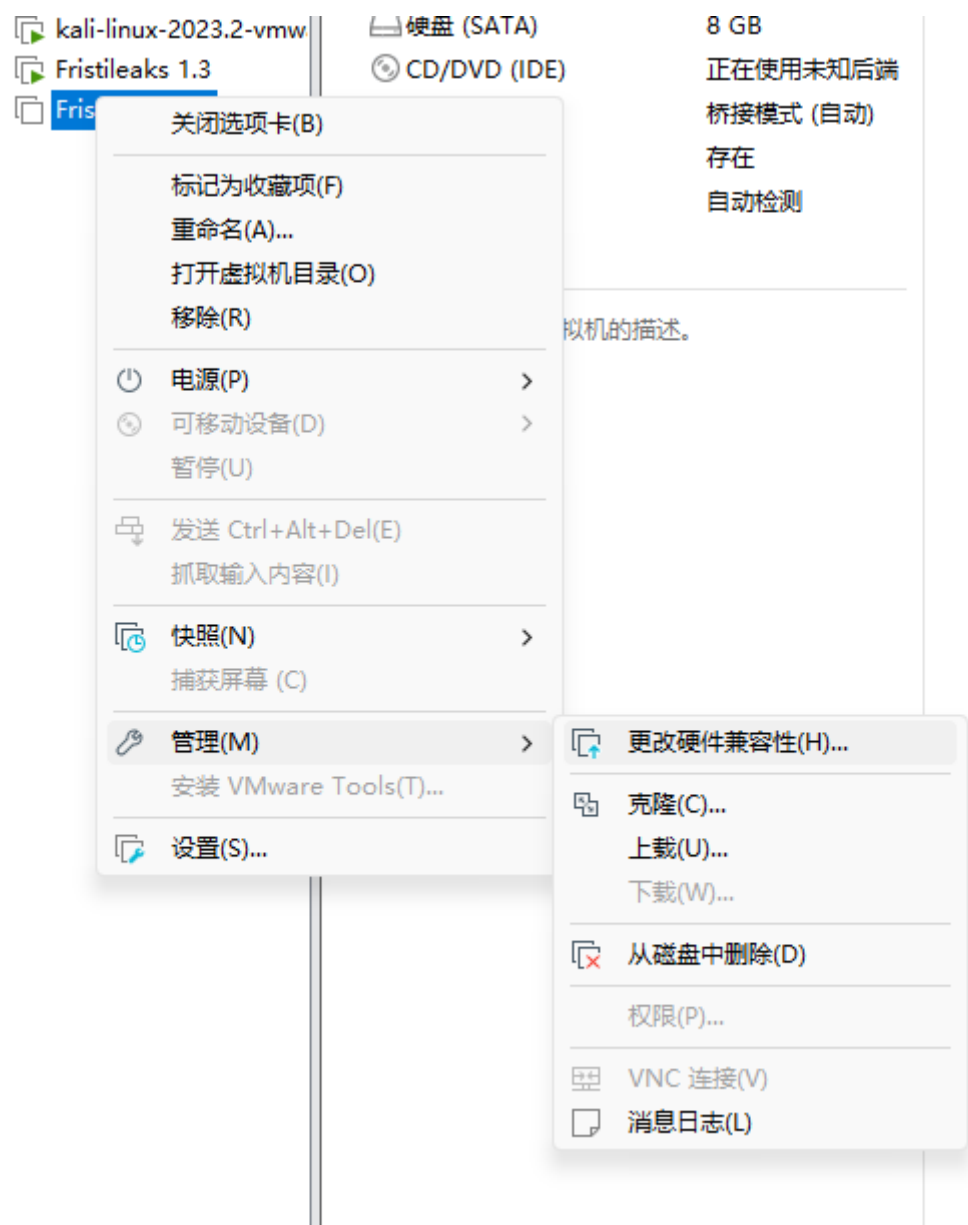 kali-linux-2023.2-vmw
硬盘 (SATA)
8 GB
Fristileaks 1.3
CD/DVD (IDE)
正在使用未知后端
Fris
桥接模式 (自动)
存在
自动检测
拟机的描述。
关闭选项卡(B)
标记为收藏项(F)
重命名(A)...
打开虚拟机目录(O)
移除(R)
电源(P)
可移动设备(D)
暂停(U)
发送 Ctrl+Alt+Del(E)
抓取输入内容(I)
快照(N)
捕获屏幕 (C)
管理(M)
安装 VMware Tools(T)...
设置(S)...
更改硬件兼容性(H)...
克隆(C)...
上载(U)...
下载(W)...
从磁盘中删除(D)
权限(P)...
VNC 连接(V)
消息日志(L)